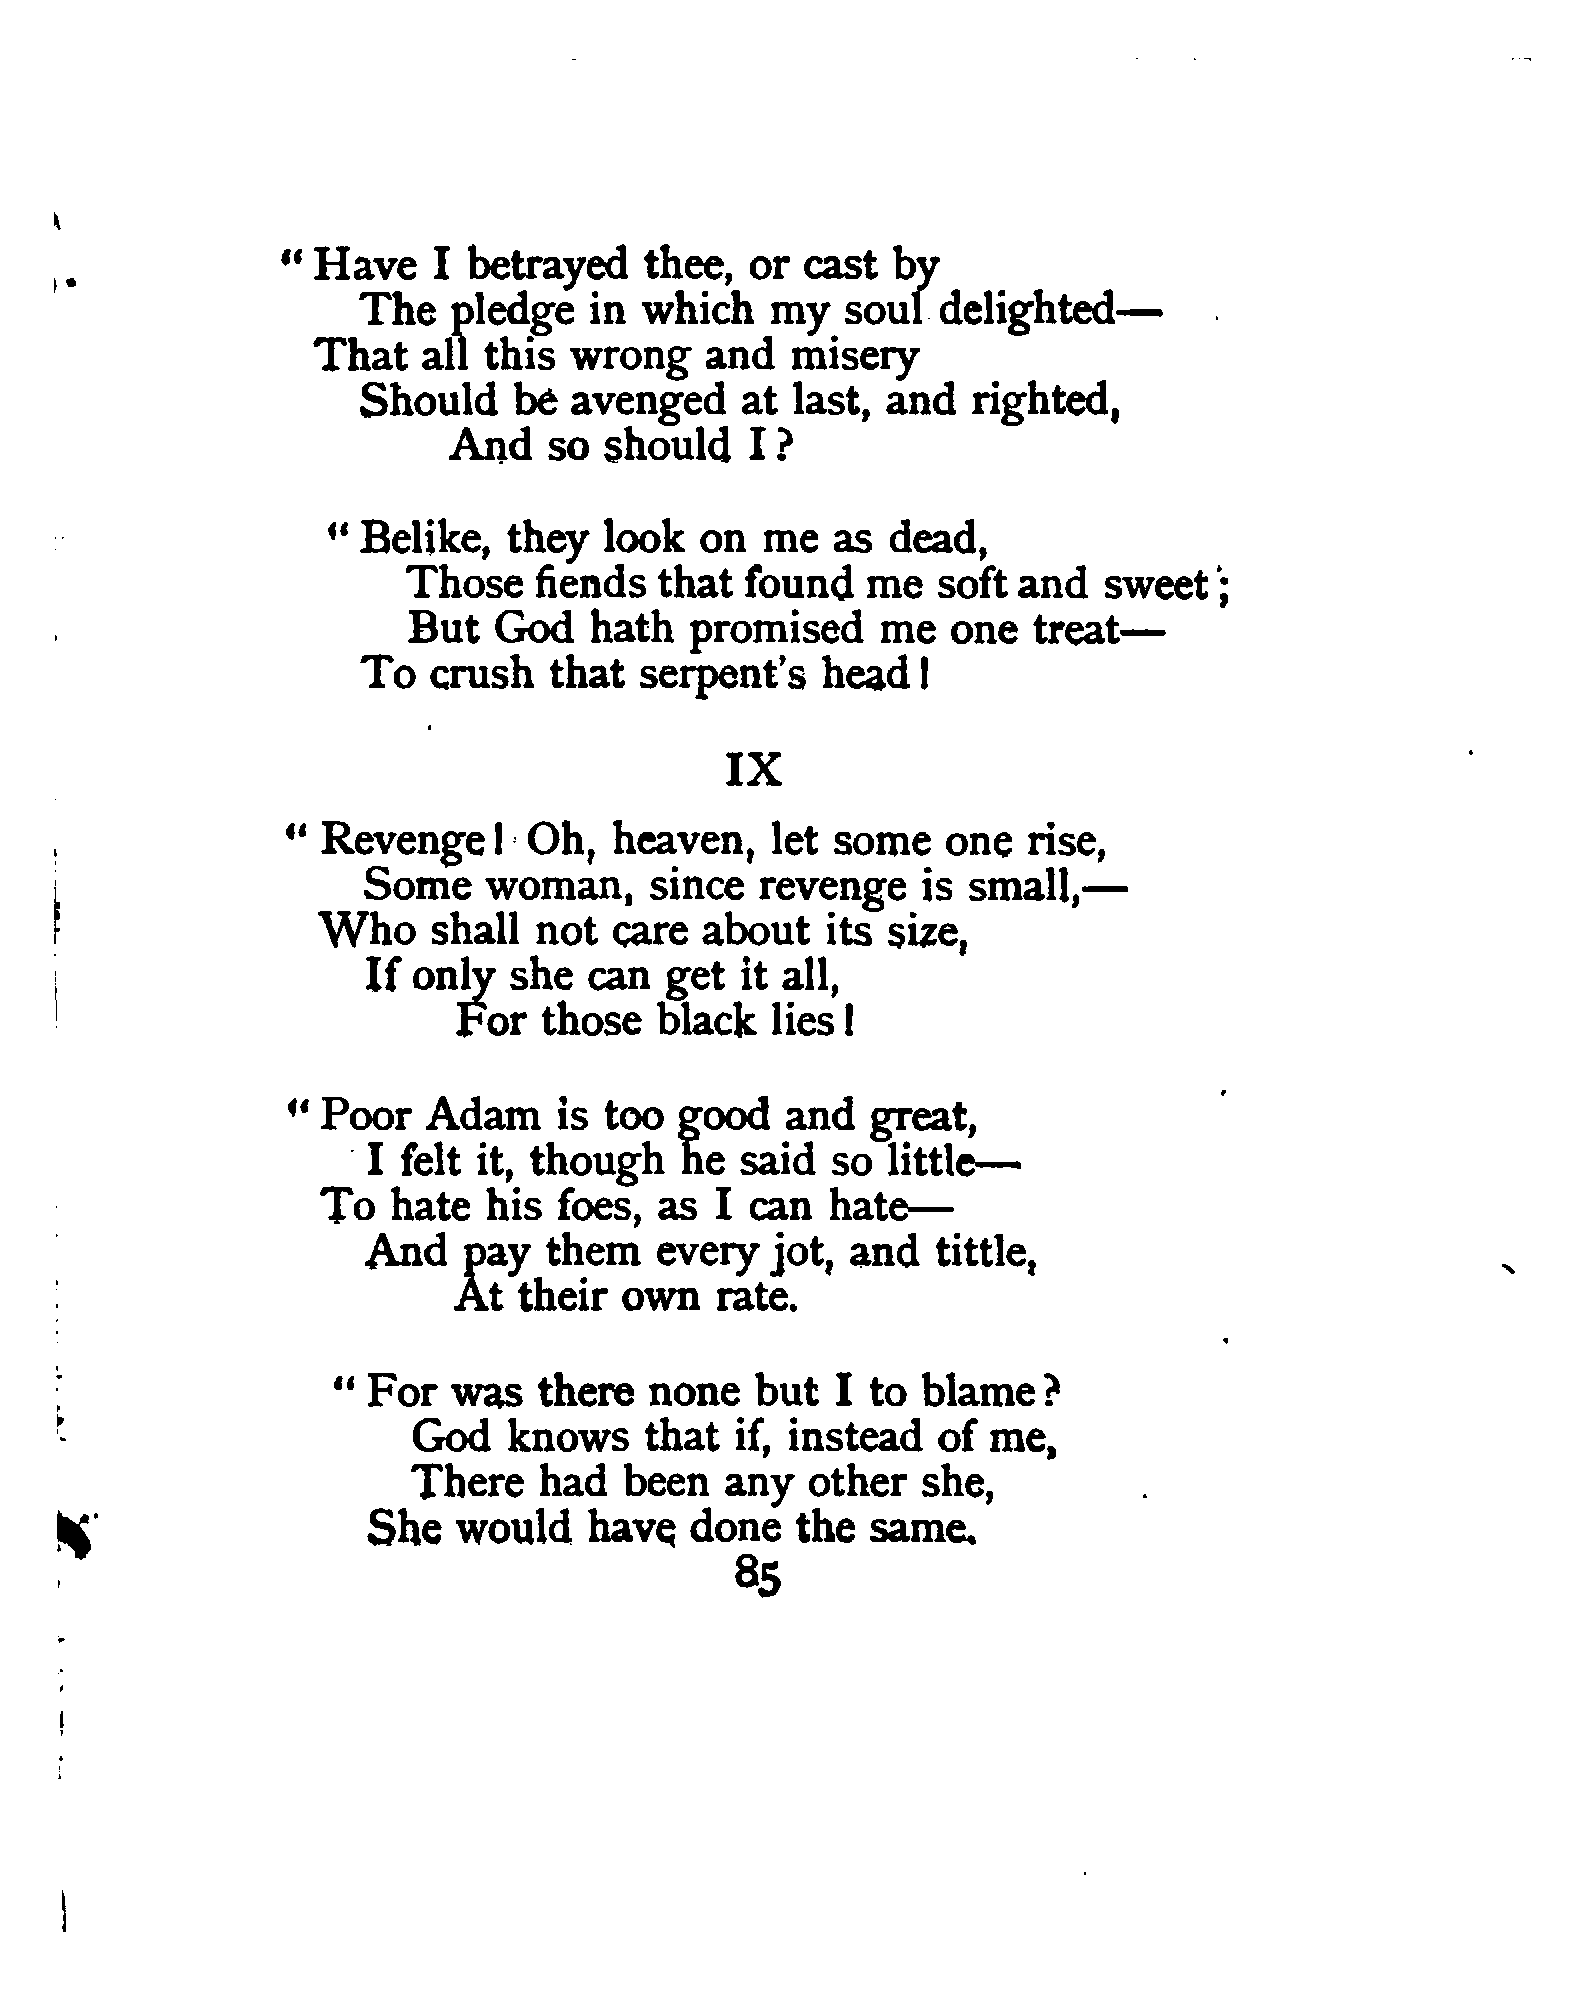 “ Have I betrayed thee, or cast by
The pledge in which my soul delighted—
That all this wrong and misery
Should be avenged at last, and righted,
And so should I ?
“ Belike, they look on me as dead,
Those fiends that found me soft and sweet ;
But God hath promised me one treat—
To crush that serpent's head !
IX
“ Revenge ! Oh, heaven, let some one rise,
Some woman, since revenge is small,—
Who shall not care about its size,
If only she can get it all,
For those black lies !
“ Poor Adam is too good and great,
I felt it, though he said so little—
To hate his foes, as I can hate—
And pay them every jot, and tittle,
At their own rate.
“ For was there none but I to blame ?
God knows that if, instead of me,
There had been any other she,
She would have done the same.
85